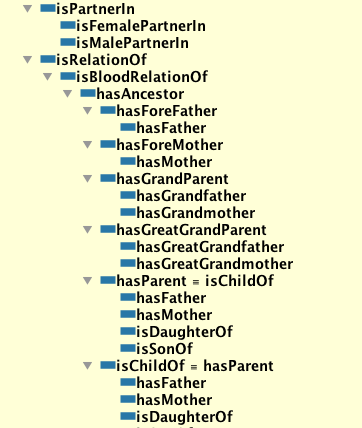 isPartnerIn
isFemalePartnerIn
isMalePartnerIn
isRelationOf
isBloodRelationOf
hasAncestor
hasForeFather
hasFather
hasForeMother
hasMother
hasGrandParent
hasGrandfather
hasGrandmother
hasGreatGrandParent
hasGreatGrandfather
hasGreatGrandmother
hasParent ≡ isChildOf
hasFather
hasMother
isDaughterOf
isSonOf
isChildOf ≡ hasParent
hasFather
hasMother
isDaughterOf